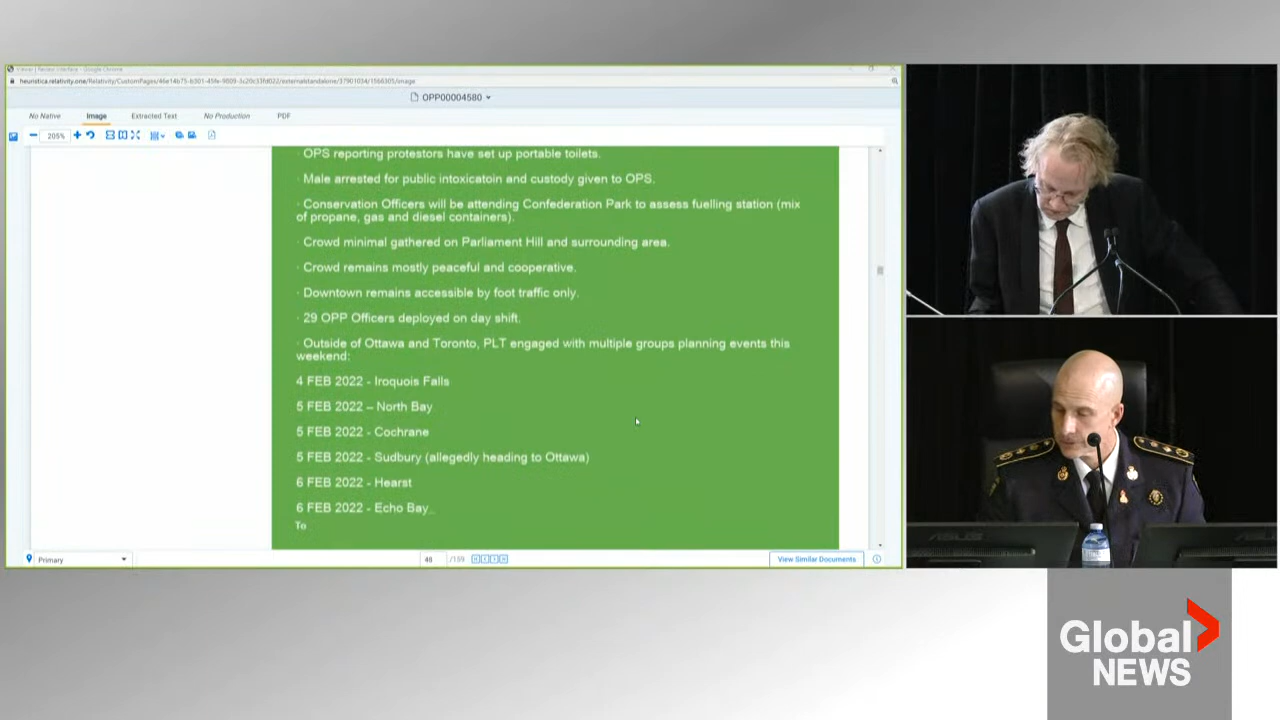 heuristica.relativity.one/Relativity/CustomPages/
OPP00004580
No Native
Image
Extracted Text
No Production
PDF
205%
· OPS reporting protestors have set up portable toilets.
· Male arrested for public intoxicatoin and custody given to OPS.
· Conservation Officers will be attending Confederation Park to assess fuelling station (mix
of propane, gas and diesel containers).
· Crowd minimal gathered on Parliament Hill and surrounding area.
· Crowd remains mostly peaceful and cooperative.
· Downtown remains accessible by foot traffic only.
· 29 OPP Officers deployed on day shift.
· Outside of Ottawa and Toronto, PLT engaged with multiple groups planning events this
weekend:
4 FEB 2022 - Iroquois Falls
5 FEB 2022 – North Bay
5 FEB 2022 - Cochrane
5 FEB 2022 - Sudbury (allegedly heading to Ottawa)
6 FEB 2022 - Hearst
6 FEB 2022 - Echo Bay
To
Primary
View Similar Documents
ASUS
Global
NEWS